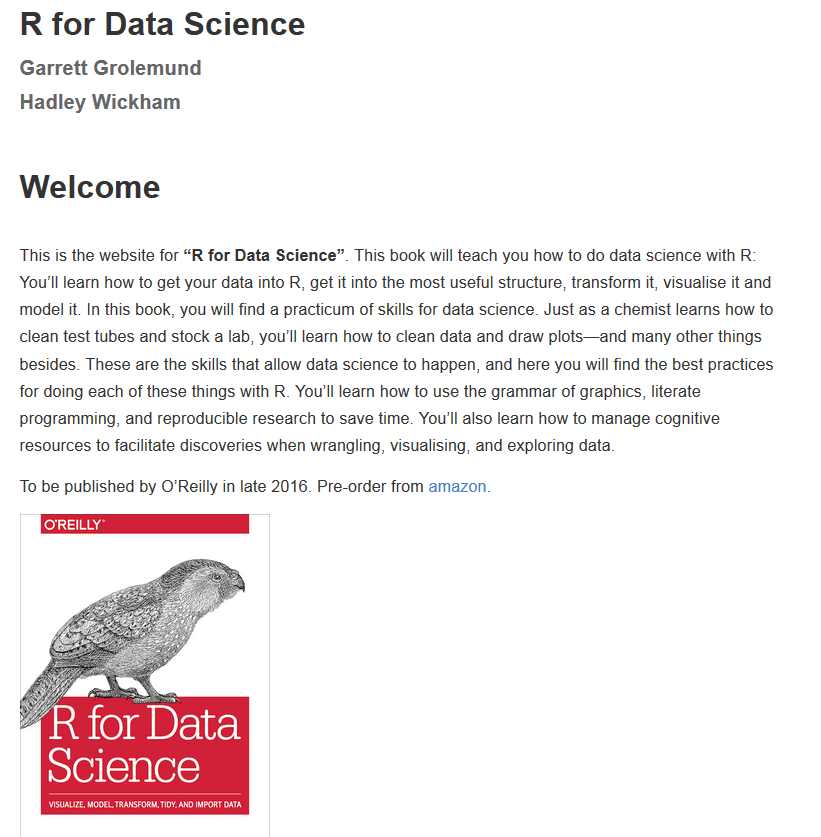 R for Data Science
Garrett Grolemund
Hadley Wickham
Welcome
This is the website for “R for Data Science”. This book will teach you how to do data science with R:
You’ll learn how to get your data into R, get it into the most useful structure, transform it, visualise it and
model it. In this book, you will find a practicum of skills for data science. Just as a chemist learns how to
clean test tubes and stock a lab, you’ll learn how to clean data and draw plots—and many other things
besides. These are the skills that allow data science to happen, and here you will find the best practices
for doing each of these things with R. You’ll learn how to use the grammar of graphics, literate
programming, and reproducible research to save time. You’ll also learn how to manage cognitive
resources to facilitate discoveries when wrangling, visualising, and exploring data.
To be published by O’Reilly in late 2016. Pre-order from amazon.
O'REILLY®
R for Data
Science
VISUALIZE, MODEL, TRANSFORM, TIDY, AND IMPORT DATA